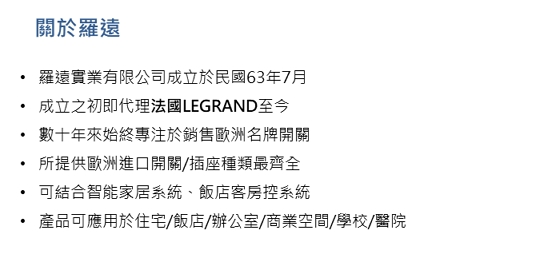 關於羅遠
• 羅遠實業有限公司成立於民國63年7月
• 成立之初即代理法國LEGRAND至今
• 數十年來始終專注於銷售歐洲名牌開關
• 所提供歐洲進口開關/插座種類最齊全
• 可結合智能家居系統、飯店客房控系統
• 產品可應用於住宅/飯店/辦公室/商業空間/學校/醫院